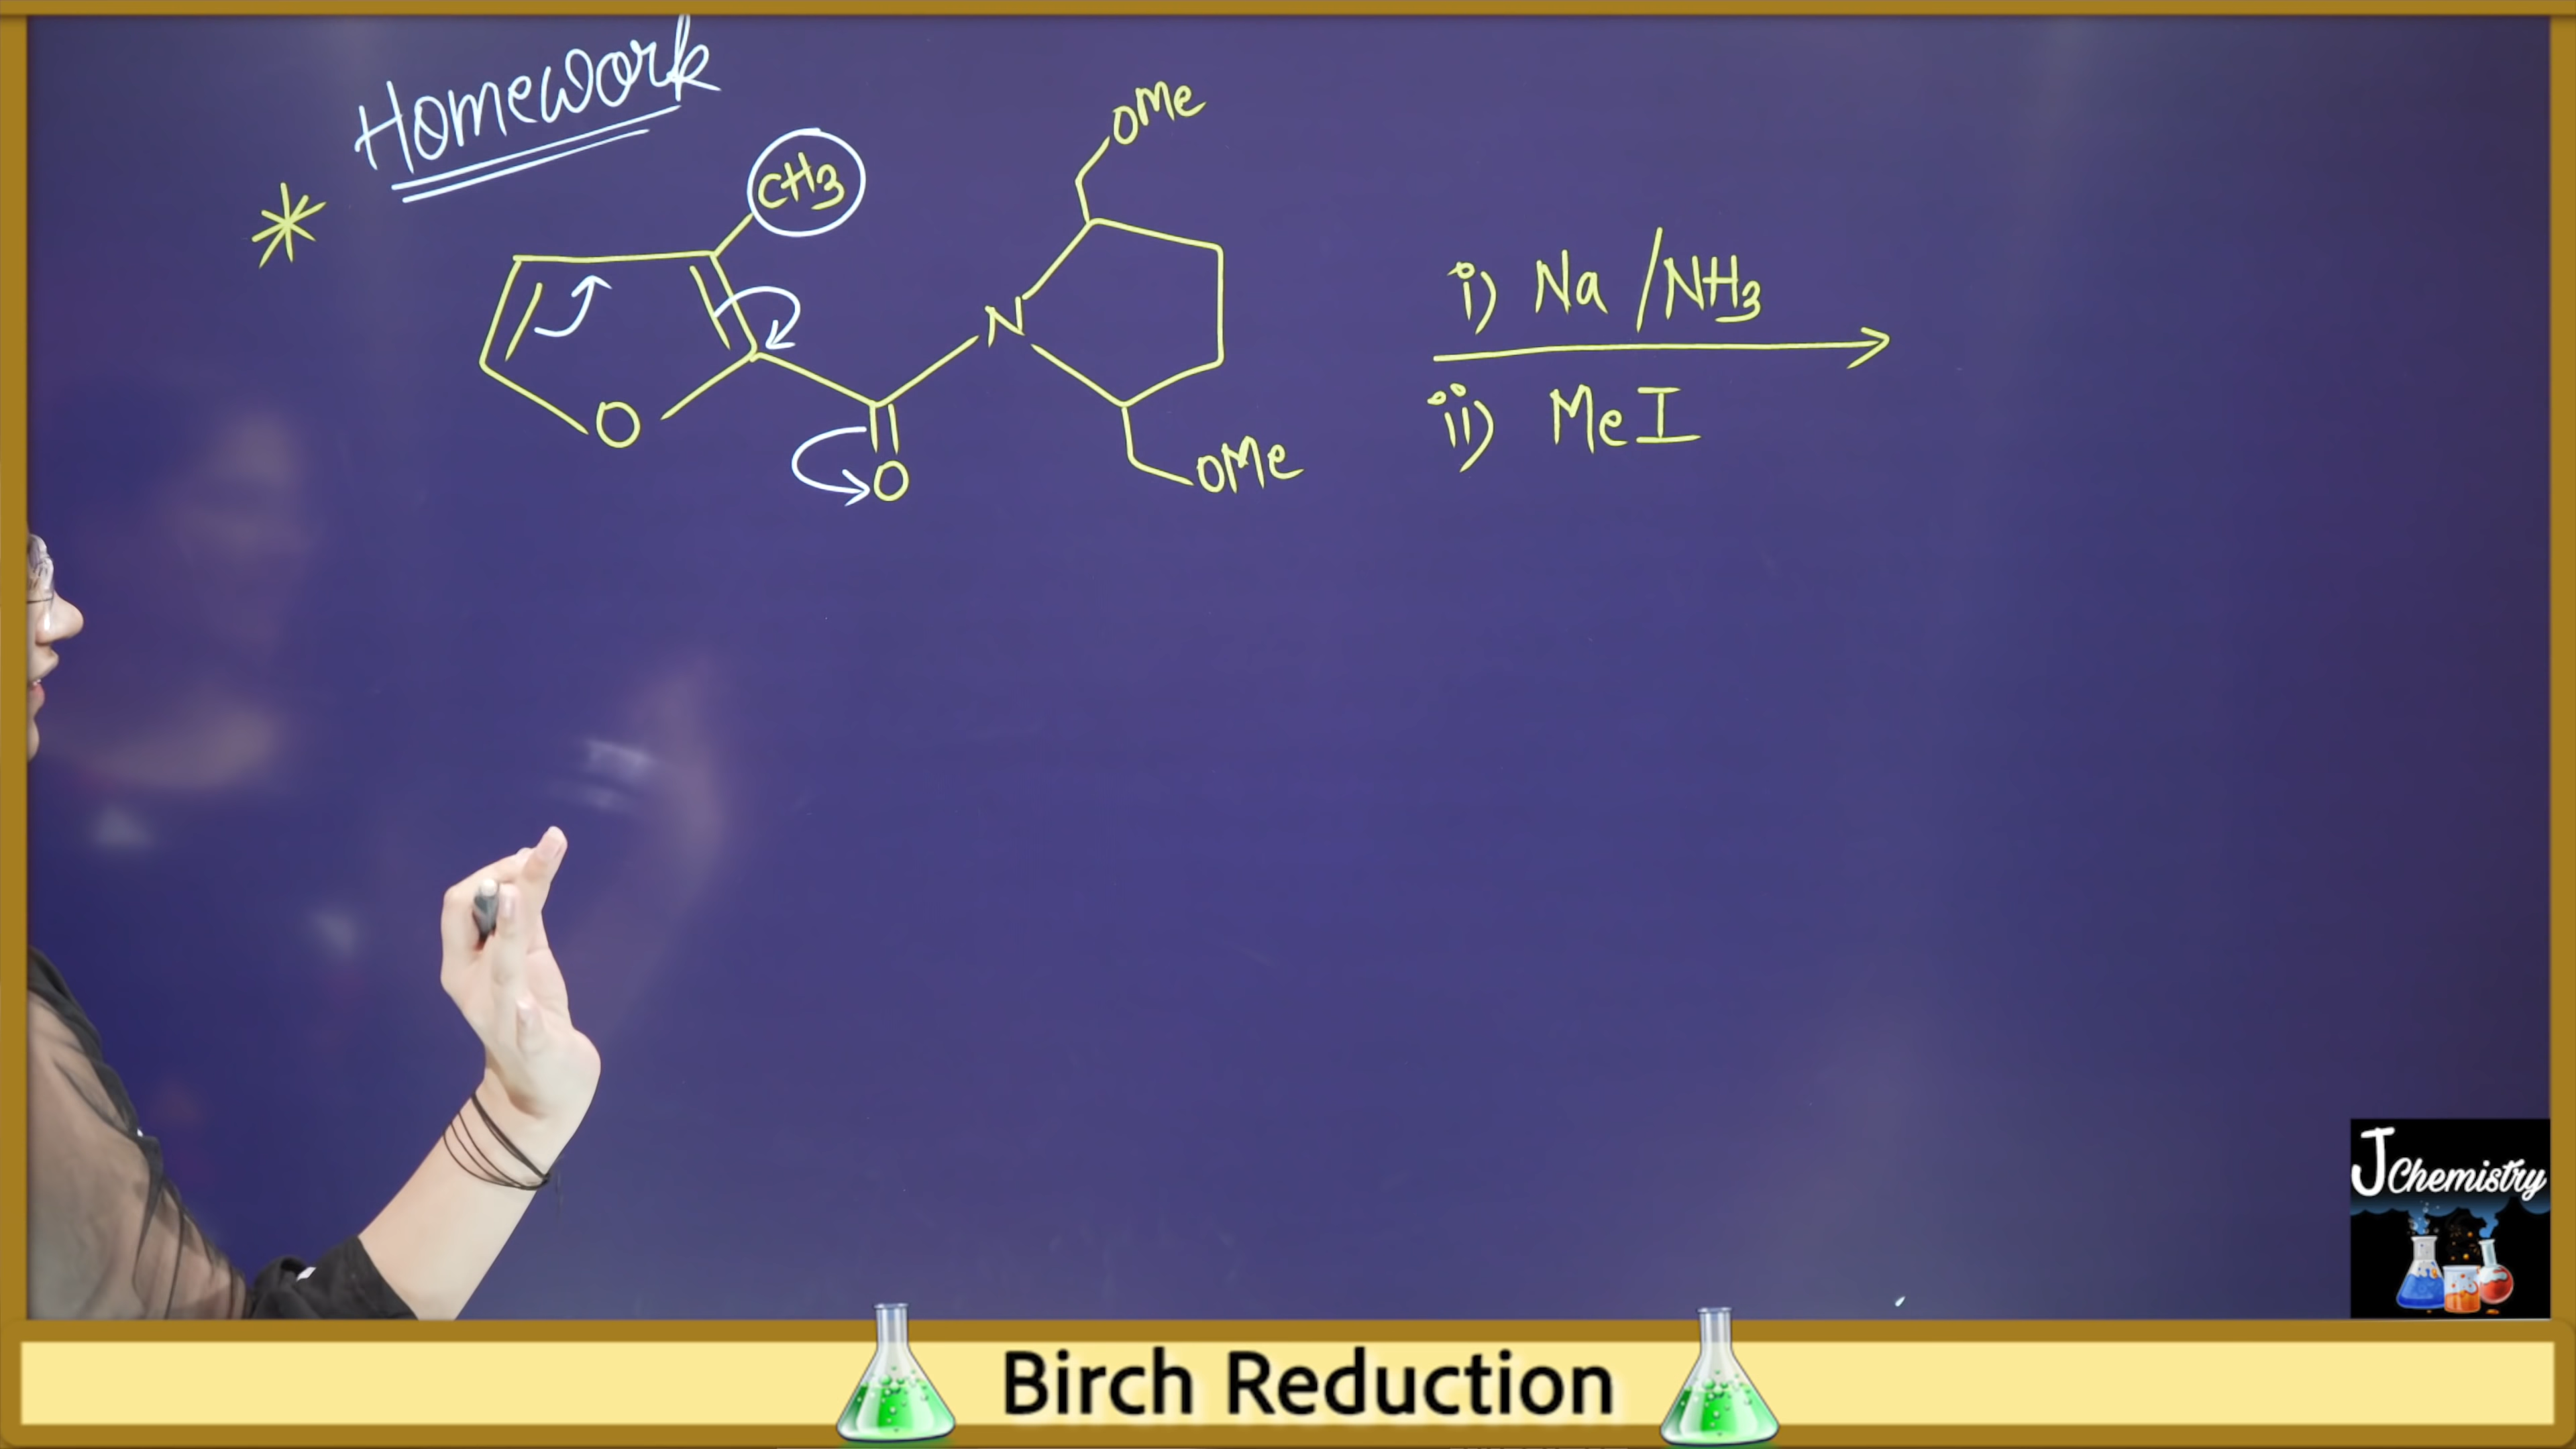 Homework
*
CH3
O
O
N
OMe
OMe
i) Na /NH3
ii) MeI
JChemistry
Birch Reduction